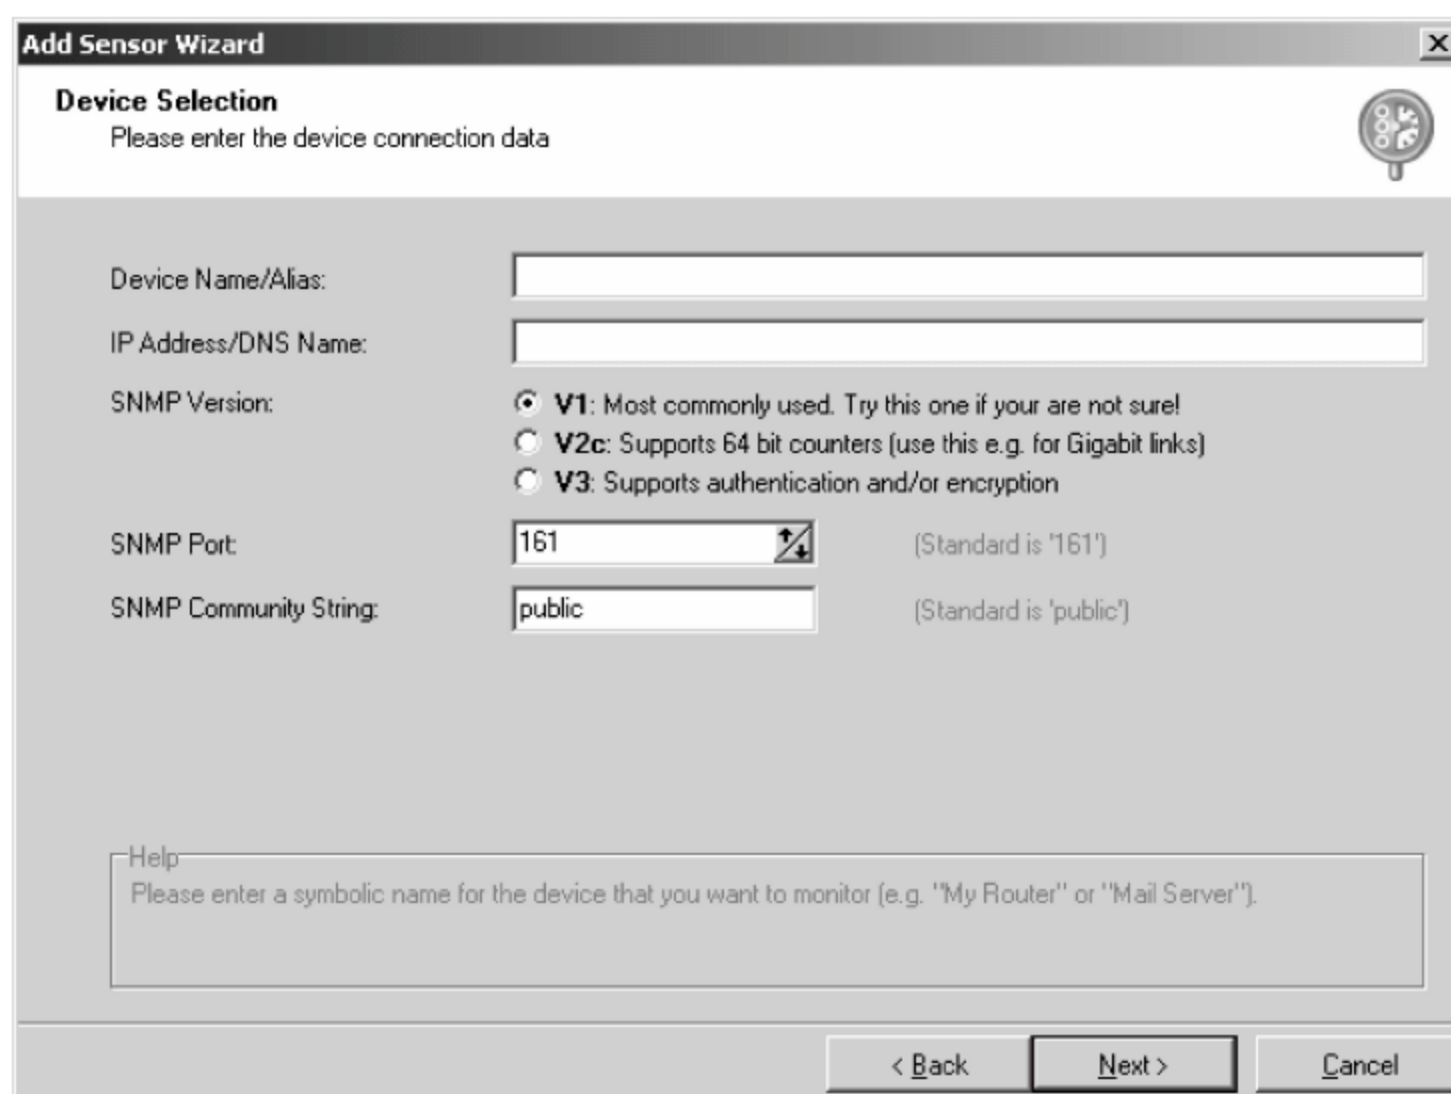 Add Sensor Wizard
Device Selection
Please enter the device connection data
Device Name/Alias:
IP Address/DNS Name:
SNMP Version:
V1: Most commonly used. Try this one if your are not sure!
V2c: Supports 64 bit counters (use this e.g. for Gigabit links)
V3: Supports authentication and/or encryption
SNMP Port: 161 (Standard is '161')
SNMP Community String: public (Standard is 'public')
Help
Please enter a symbolic name for the device that you want to monitor (e.g. "My Router" or "Mail Server").
< Back Next > Cancel